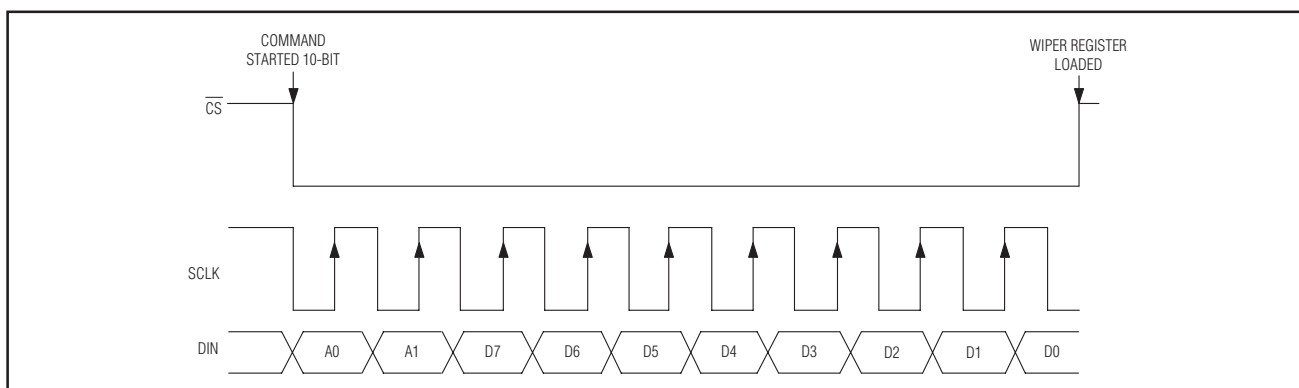 COMMAND
STARTED 10-BIT
WIPER REGISTER
LOADED
CS
SCLK
DIN
A0 A1 D7 D6 D5 D4 D3 D2 D1 D0